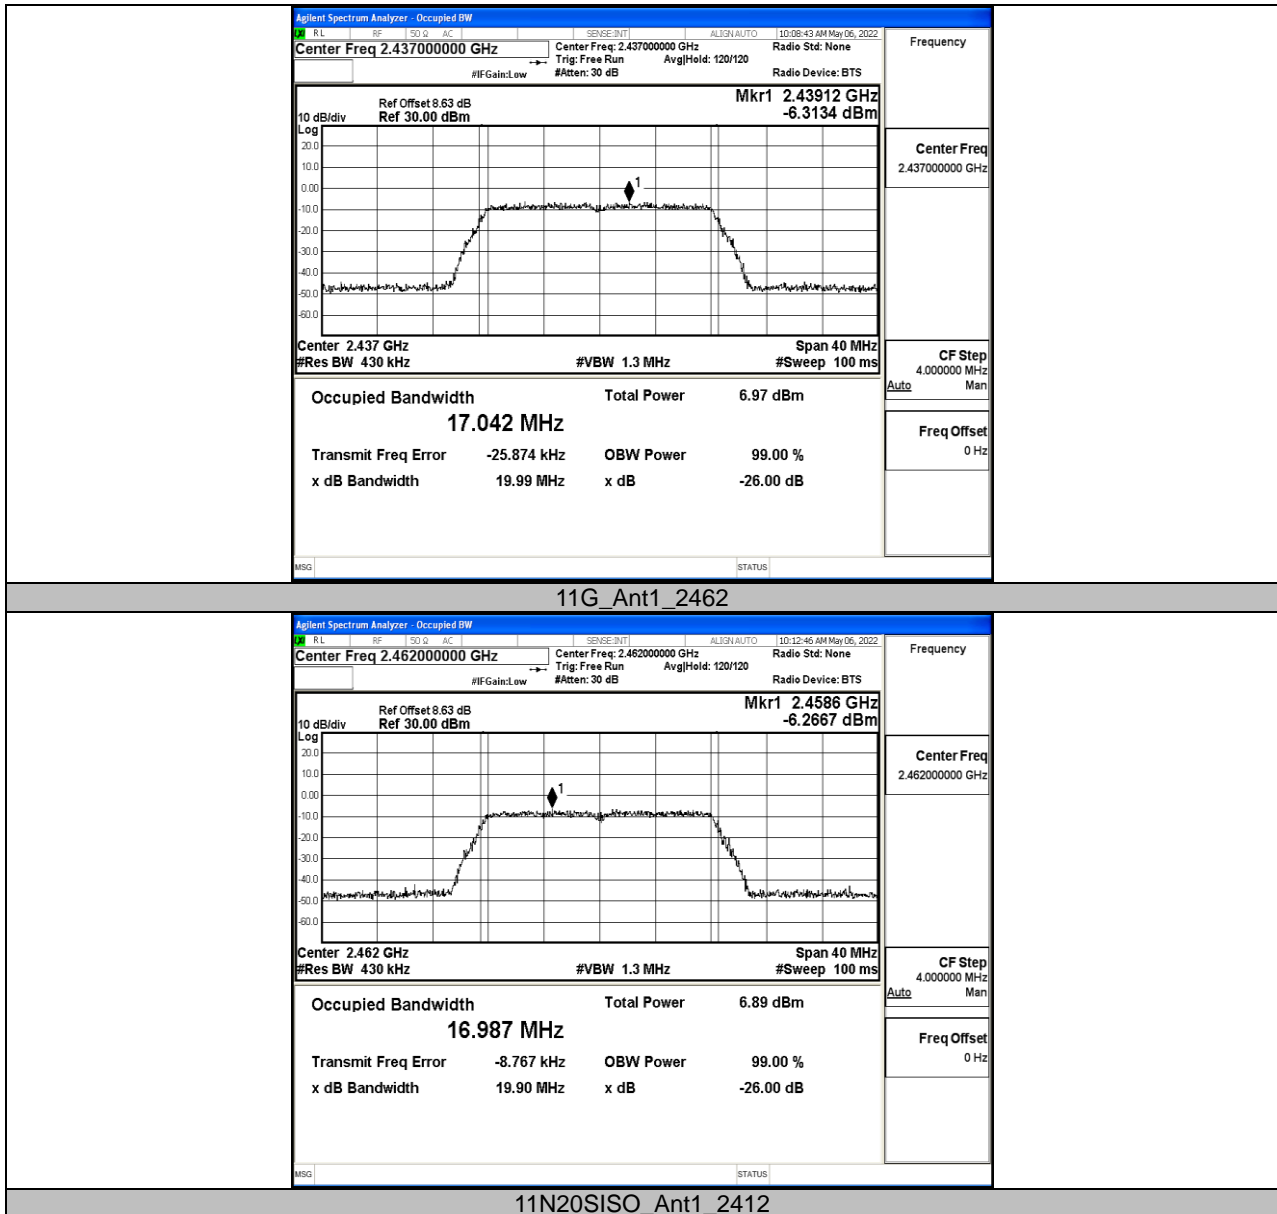 Agilent Spectrum Analyzer - Occupied BW
RL RF 50 Ω AC SENSE:INT ALIGN AUTO 10:08:43 AM May 06, 2022
Center Freq 2.437000000 GHz
Center Freq: 2.437000000 GHz
Radio Std: None
Trig: Free Run Avg|Hold: 120/120
#IFGain:Low #Atten: 30 dB Radio Device: BTS
Frequency
Mkr1 2.43912 GHz
-6.3134 dBm
Ref Offset 8.63 dB
10 dB/div Ref 30.00 dBm
Log
20.0
10.0
0.00
-10.0
-20.0
-30.0
-40.0
-50.0
-60.0
1
Center Freq
2.437000000 GHz
Center 2.437 GHz Span 40 MHz
#Res BW 430 kHz #VBW 1.3 MHz #Sweep 100 ms
CF Step
4.000000 MHz
Auto Man
Occupied Bandwidth Total Power 6.97 dBm
17.042 MHz
Transmit Freq Error -25.874 kHz OBW Power 99.00 %
x dB Bandwidth 19.99 MHz x dB -26.00 dB
Freq Offset
0 Hz
MSG STATUS
11G_Ant1_2462
Agilent Spectrum Analyzer - Occupied BW
RL RF 50 Ω AC SENSE:INT ALIGN AUTO 10:12:46 AM May 06, 2022
Center Freq 2.462000000 GHz
Center Freq: 2.462000000 GHz
Radio Std: None
Trig: Free Run Avg|Hold: 120/120
#IFGain:Low #Atten: 30 dB Radio Device: BTS
Frequency
Mkr1 2.4586 GHz
-6.2667 dBm
Ref Offset 8.63 dB
10 dB/div Ref 30.00 dBm
Log
20.0
10.0
0.00
-10.0
-20.0
-30.0
-40.0
-50.0
-60.0
1
Center Freq
2.462000000 GHz
Center 2.462 GHz Span 40 MHz
#Res BW 430 kHz #VBW 1.3 MHz #Sweep 100 ms
CF Step
4.000000 MHz
Auto Man
Occupied Bandwidth Total Power 6.89 dBm
16.987 MHz
Transmit Freq Error -8.767 kHz OBW Power 99.00 %
x dB Bandwidth 19.90 MHz x dB -26.00 dB
Freq Offset
0 Hz
MSG STATUS
11N20SISO_Ant1_2412